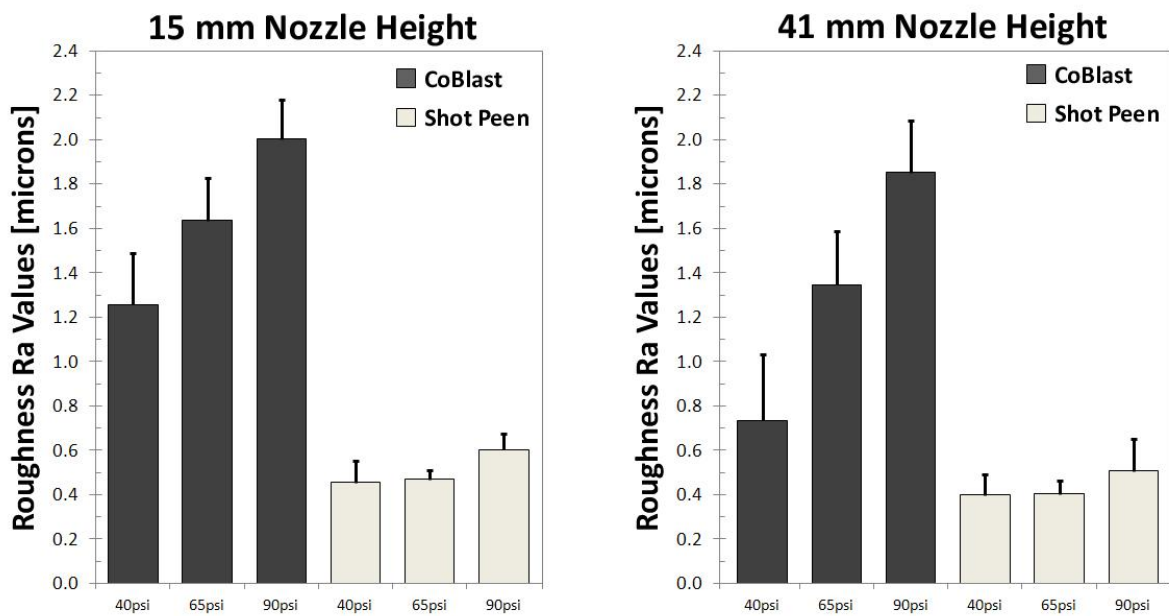 15 mm Nozzle Height
Roughness Ra Values [microns]
2.4
2.2
2.0
1.8
1.6
1.4
1.2
1.0
0.8
0.6
0.4
0.2
0.0
CoBlast
Shot Peen
40psi 65psi 90psi 40psi 65psi 90psi
41 mm Nozzle Height
Roughness Ra Values [microns]
2.4
2.2
2.0
1.8
1.6
1.4
1.2
1.0
0.8
0.6
0.4
0.2
0.0
CoBlast
Shot Peen
40psi 65psi 90psi 40psi 65psi 90psi